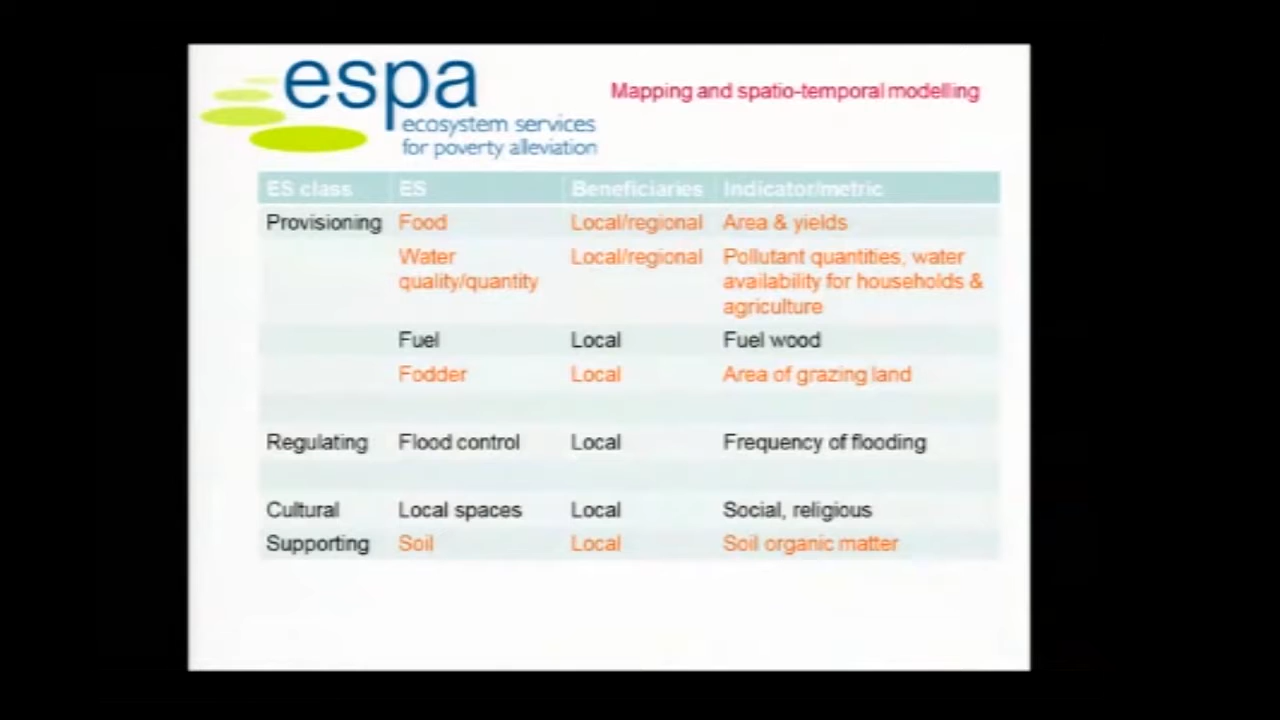 espa
ecosystem services
for poverty alleviation
Mapping and spatio-temporal modelling
ES class ES Beneficiaries Indicator/metric
Provisioning Food Local/regional Area & yields
Water quality/quantity Local/regional Pollutant quantities, water availability for households & agriculture
Fuel Local Fuel wood
Fodder Local Area of grazing land
Regulating Flood control Local Frequency of flooding
Cultural Local spaces Local Social, religious
Supporting Soil Local Soil organic matter